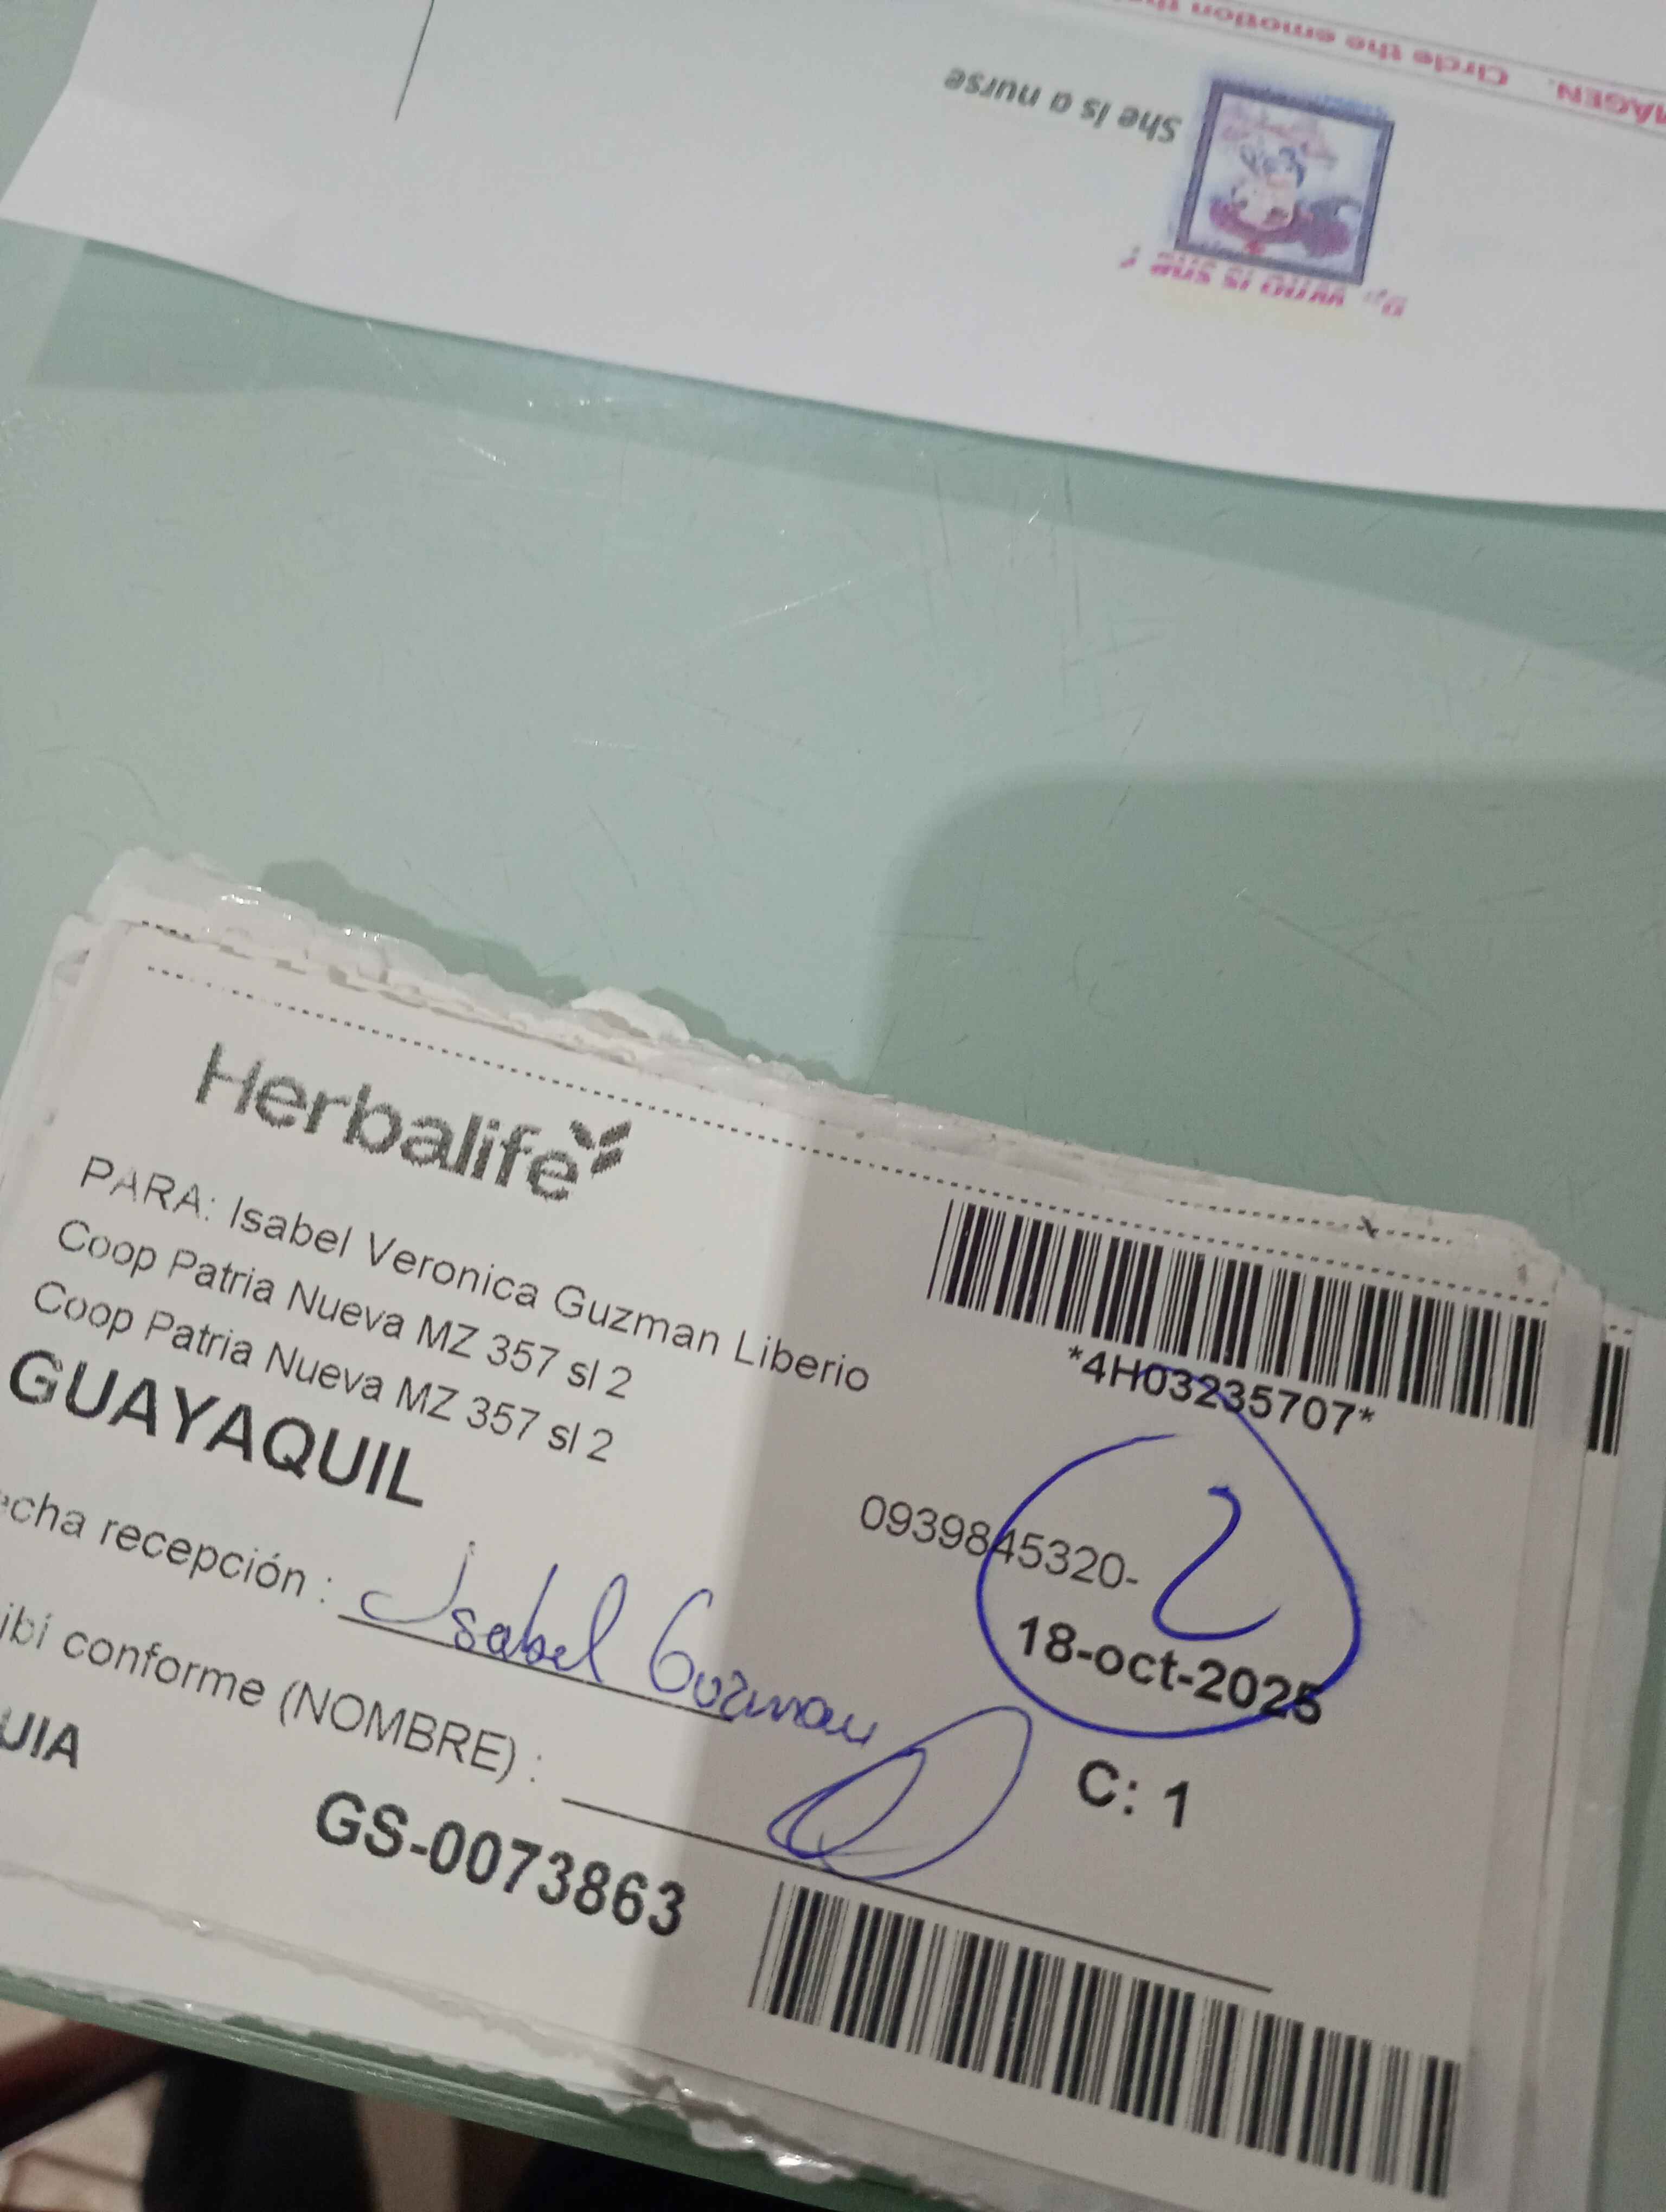 Circle the emotion
She is a nurse
who is she ?
Herbalife
PARA: Isabel Veronica Guzman Liberio
Coop Patria Nueva MZ 357 sl 2
Coop Patria Nueva MZ 357 sl 2
GUAYAQUIL
*4H03235707*
0939845320-
2
18-oct-2025
C: 1
echa recepción : Isabel Guzman
ibí conforme (NOMBRE) :
UIA
GS-0073863